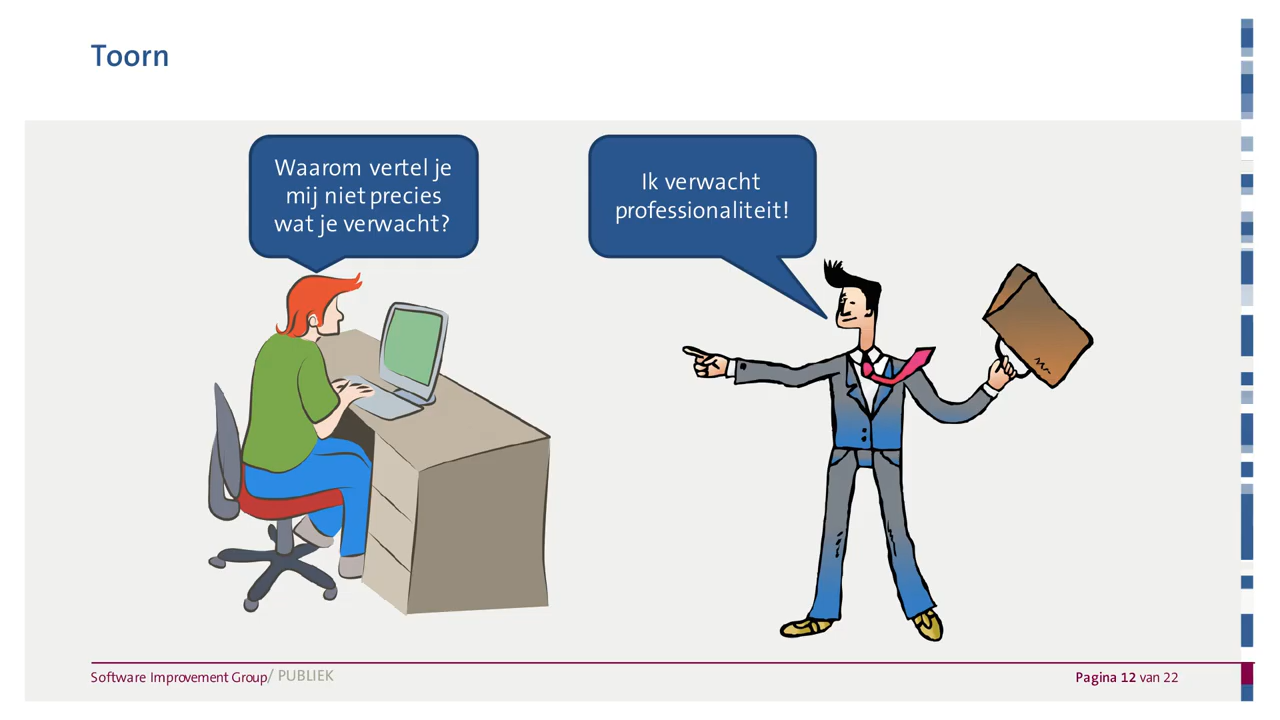 Toorn
Waarom vertel je
mij niet precies
wat je verwacht?
Ik verwacht
professionaliteit!
Software Improvement Group/ PUBLIEK
Pagina 12 van 22